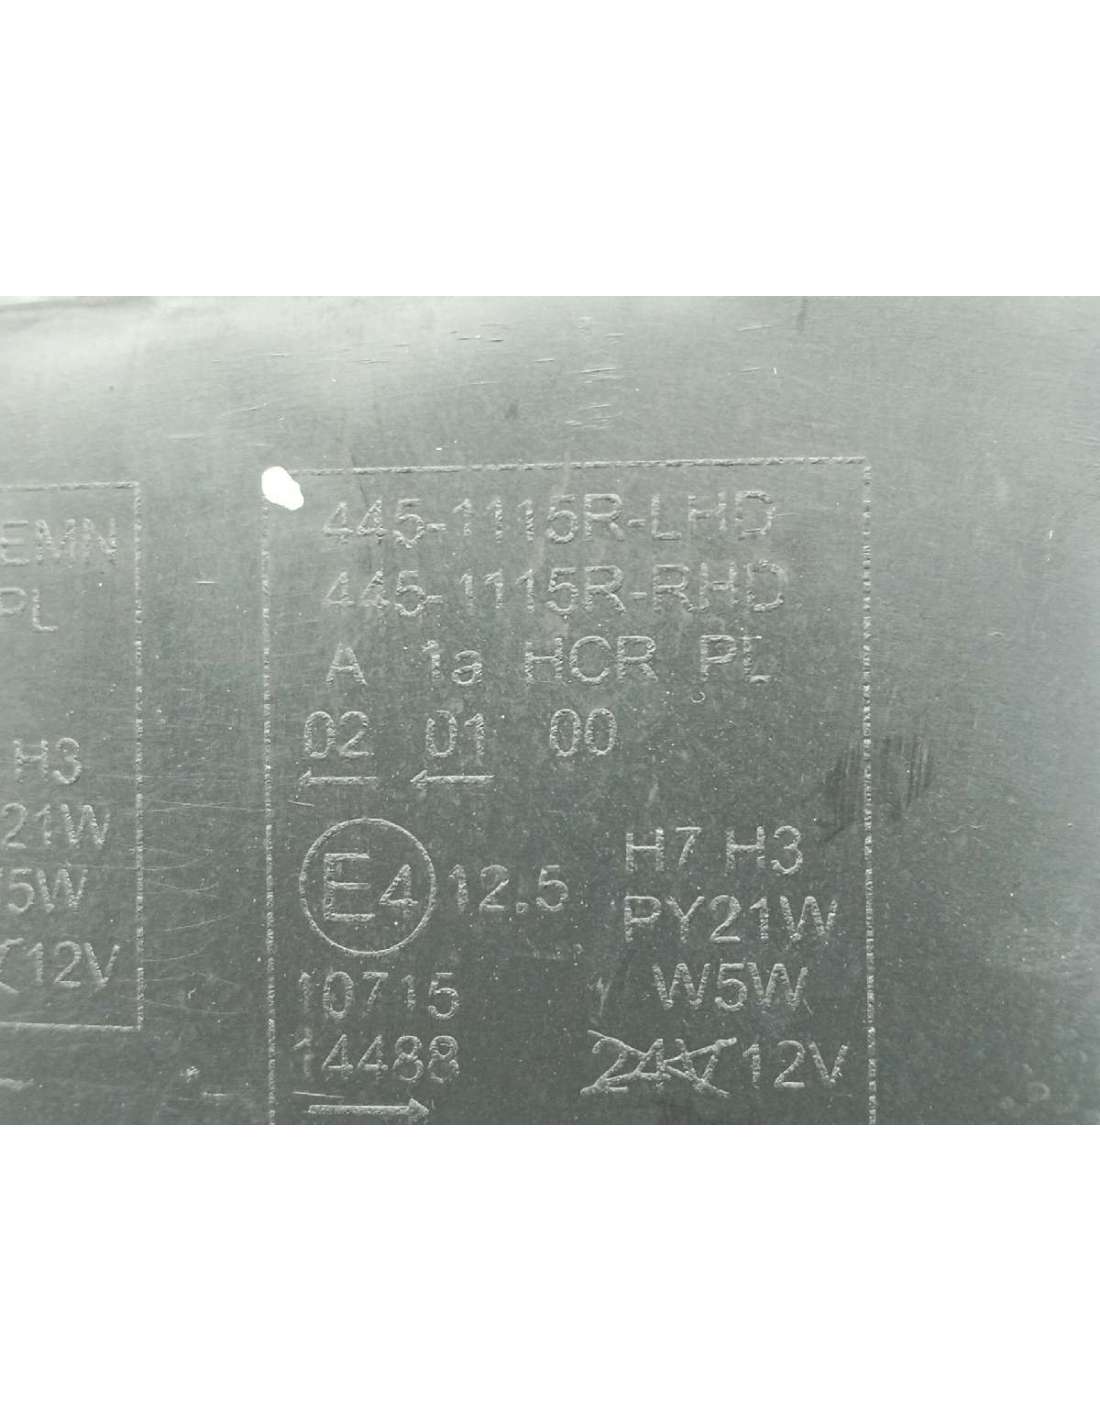 EMN
PL
H3
21W
5W
12V
445-1115R-LHD
445-1115R-RHD
A 1a HCR PL
02 01 00
E4 12.5
H7 H3
PY21W
W5W
10715
14488
24V 12V